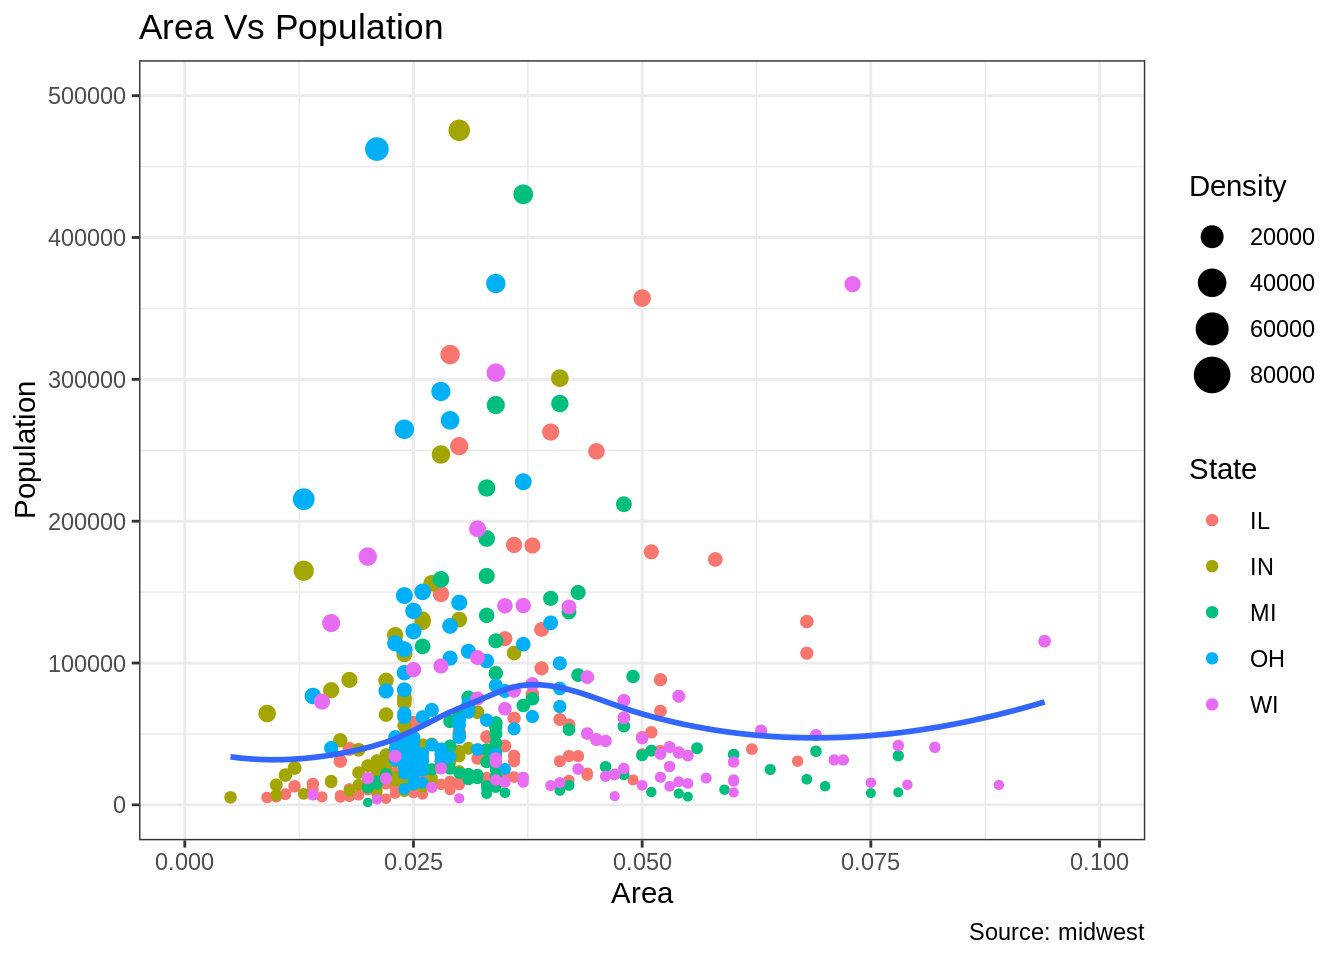 Area Vs Population
Population
500000
400000
300000
200000
100000
0
0.000
0.025
0.050
0.075
0.100
Area
Source: midwest
Density
20000
40000
60000
80000
State
IL
IN
MI
OH
WI